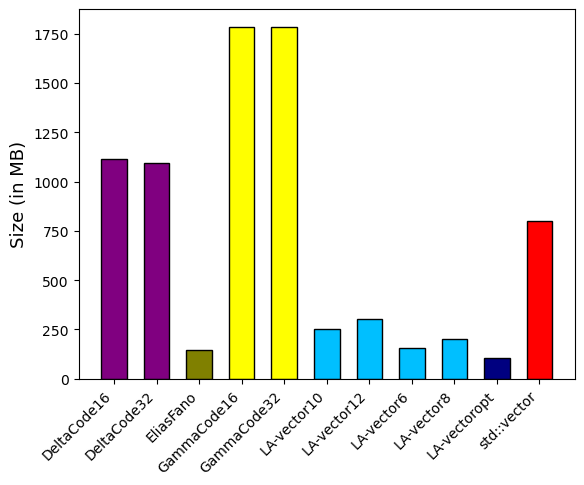 Size (in MB)
1750
1500
1250
1000
750
500
250
0
DeltaCode16
DeltaCode32
EliasFano
GammaCode16
GammaCode32
LA-vector10
LA-vector12
LA-vector6
LA-vector8
LA-vectoropt
std::vector